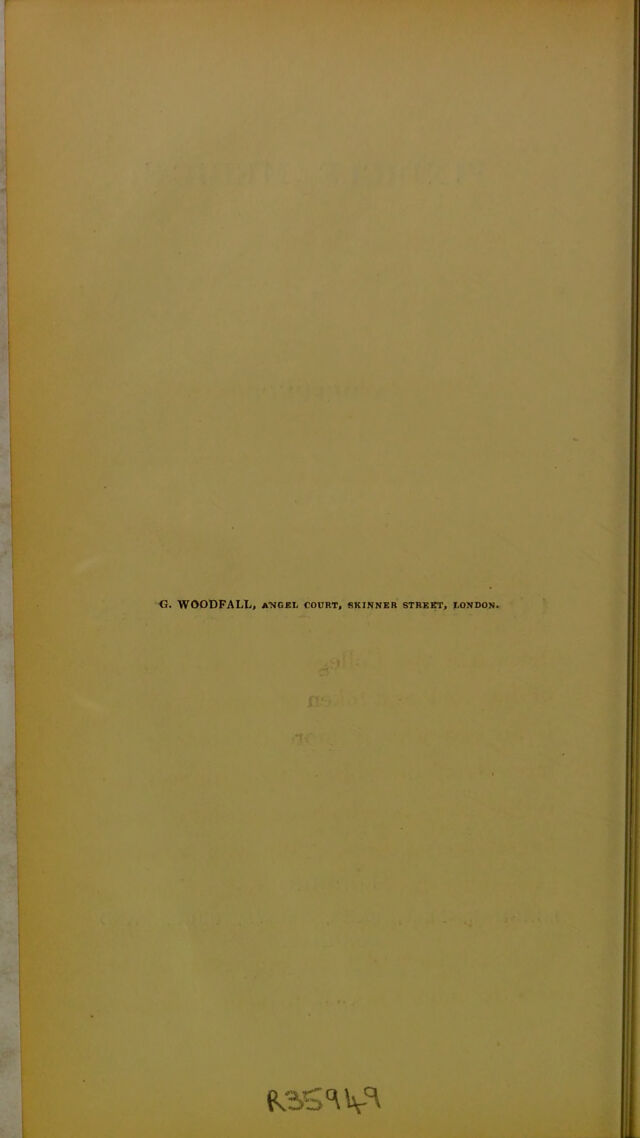 G. WOODFALL, ANGEL COURT, SKINNER STREET, LONDON.
R35949